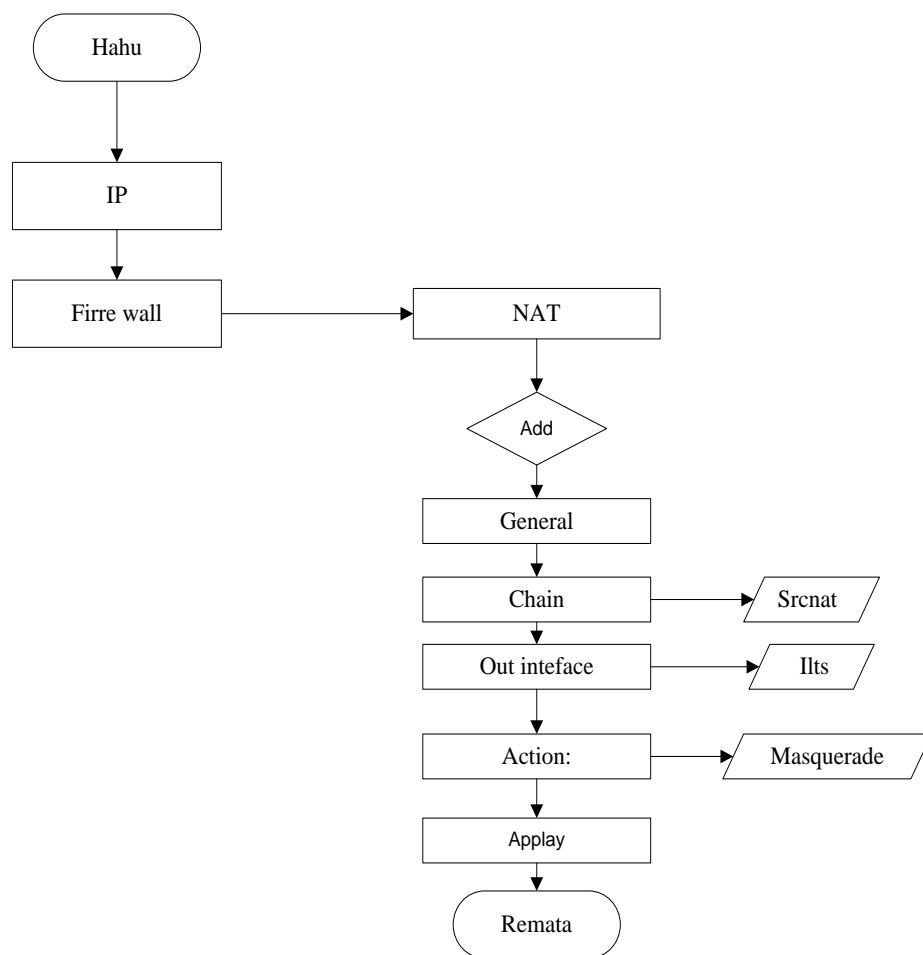 Hahu
IP
Firre wall
NAT
Add
General
Chain
Srcnat
Out inteface
Ilts
Action:
Masquerade
Applay
Remata